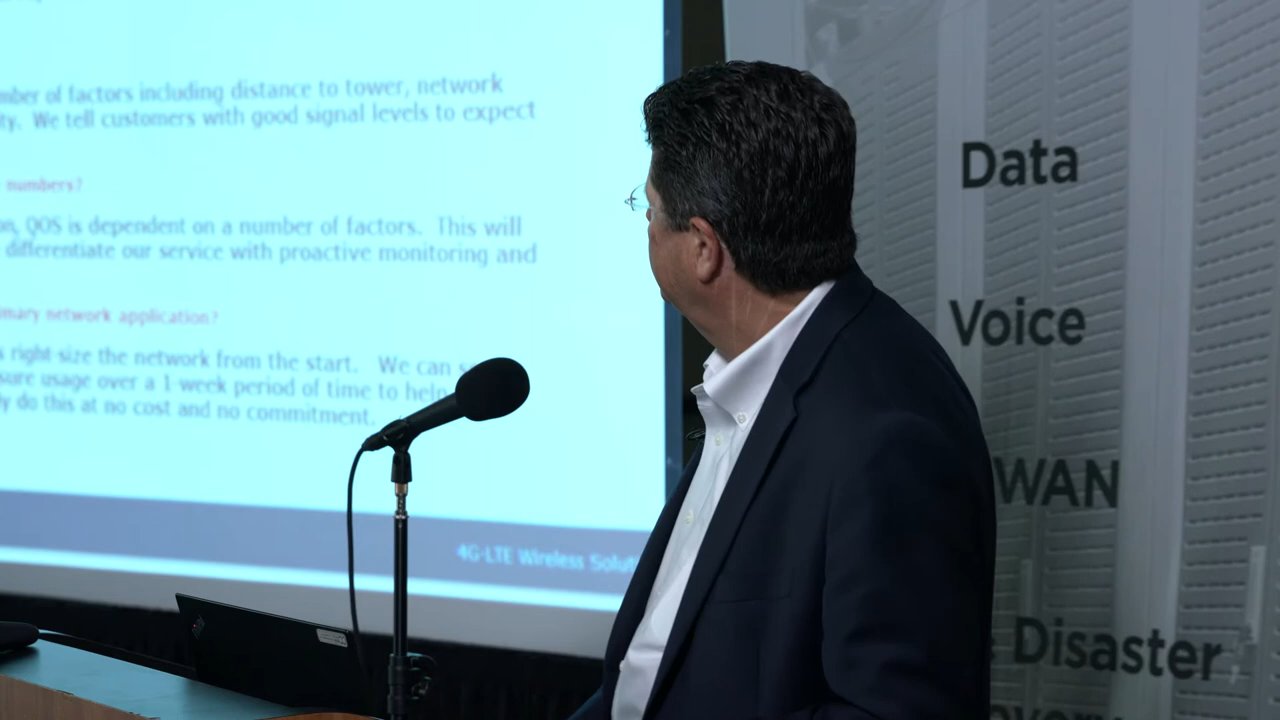 mber of factors including distance to tower, network
ty. We tell customers with good signal levels to expect
numbers?
on, QOS is dependent on a number of factors. This will
differentiate our service with proactive monitoring and
imary network application?
s right-size the network from the start. We can s
sure usage over a 1-week period of time to help
ly do this at no cost and no commitment.
4G-LTE Wireless Solu
Data
Voice
WAN
Disaster